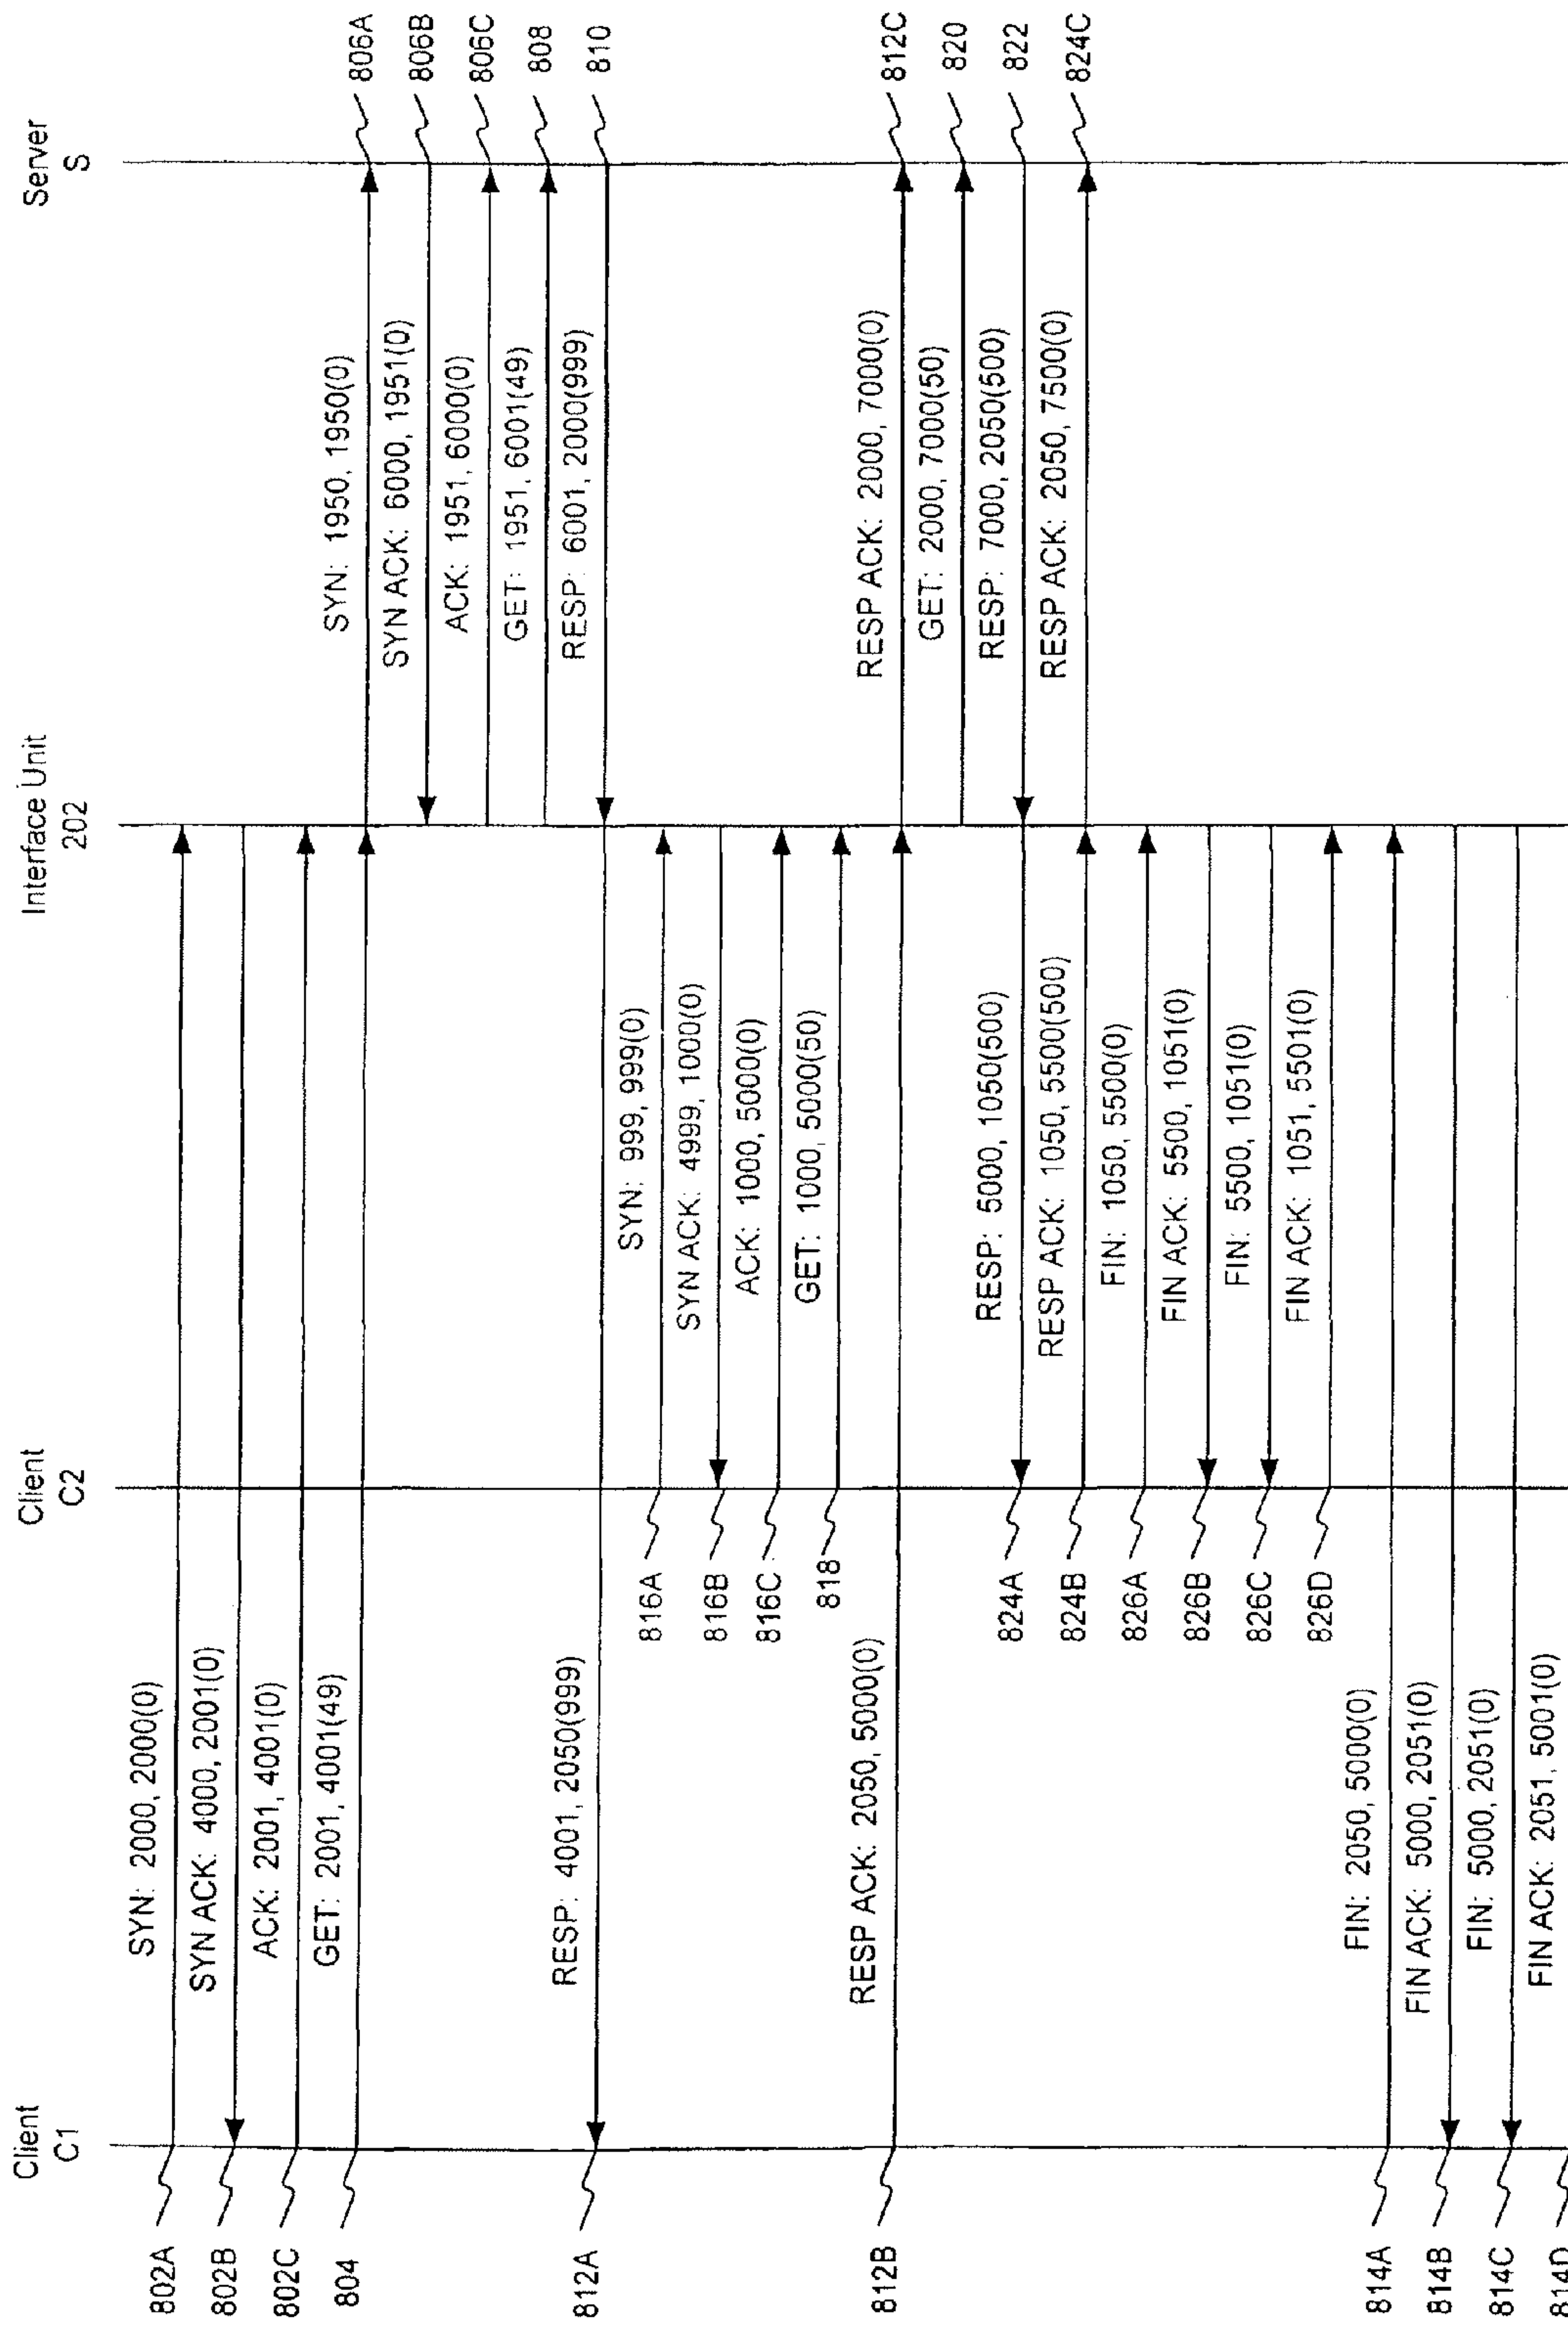 Client
C1
Client
C2
Interface Unit
202
Server
S
802A
SYN: 2000, 2000(0)
802B
SYN ACK: 4000, 2001(0)
802C
ACK: 2001, 4001(0)
804
GET: 2001, 4001(49)
SYN: 1950, 1950(0)
806A
SYN ACK: 6000, 1951(0)
806B
ACK: 1951, 6000(0)
806C
GET: 1951, 6001(49)
808
RESP: 6001, 2000(999)
810
812A
RESP: 4001, 2050(999)
816A
SYN: 999, 999(0)
816B
SYN ACK: 4999, 1000(0)
816C
ACK: 1000, 5000(0)
818
GET: 1000, 5000(50)
812B
RESP ACK: 2050, 5000(0)
RESP ACK: 2000, 7000(0)
812C
GET: 2000, 7000(50)
820
RESP: 7000, 2050(500)
822
824A
RESP: 5000, 1050(500)
824B
RESP ACK: 1050, 5500(500)
RESP ACK: 2050, 7500(0)
824C
826A
FIN: 1050, 5500(0)
826B
FIN ACK: 5500, 1051(0)
826C
FIN: 5500, 1051(0)
826D
FIN ACK: 1051, 5501(0)
814A
FIN: 2050, 5000(0)
814B
FIN ACK: 5000, 2051(0)
814C
FIN: 5000, 2051(0)
814D
FIN ACK: 2051, 5001(0)